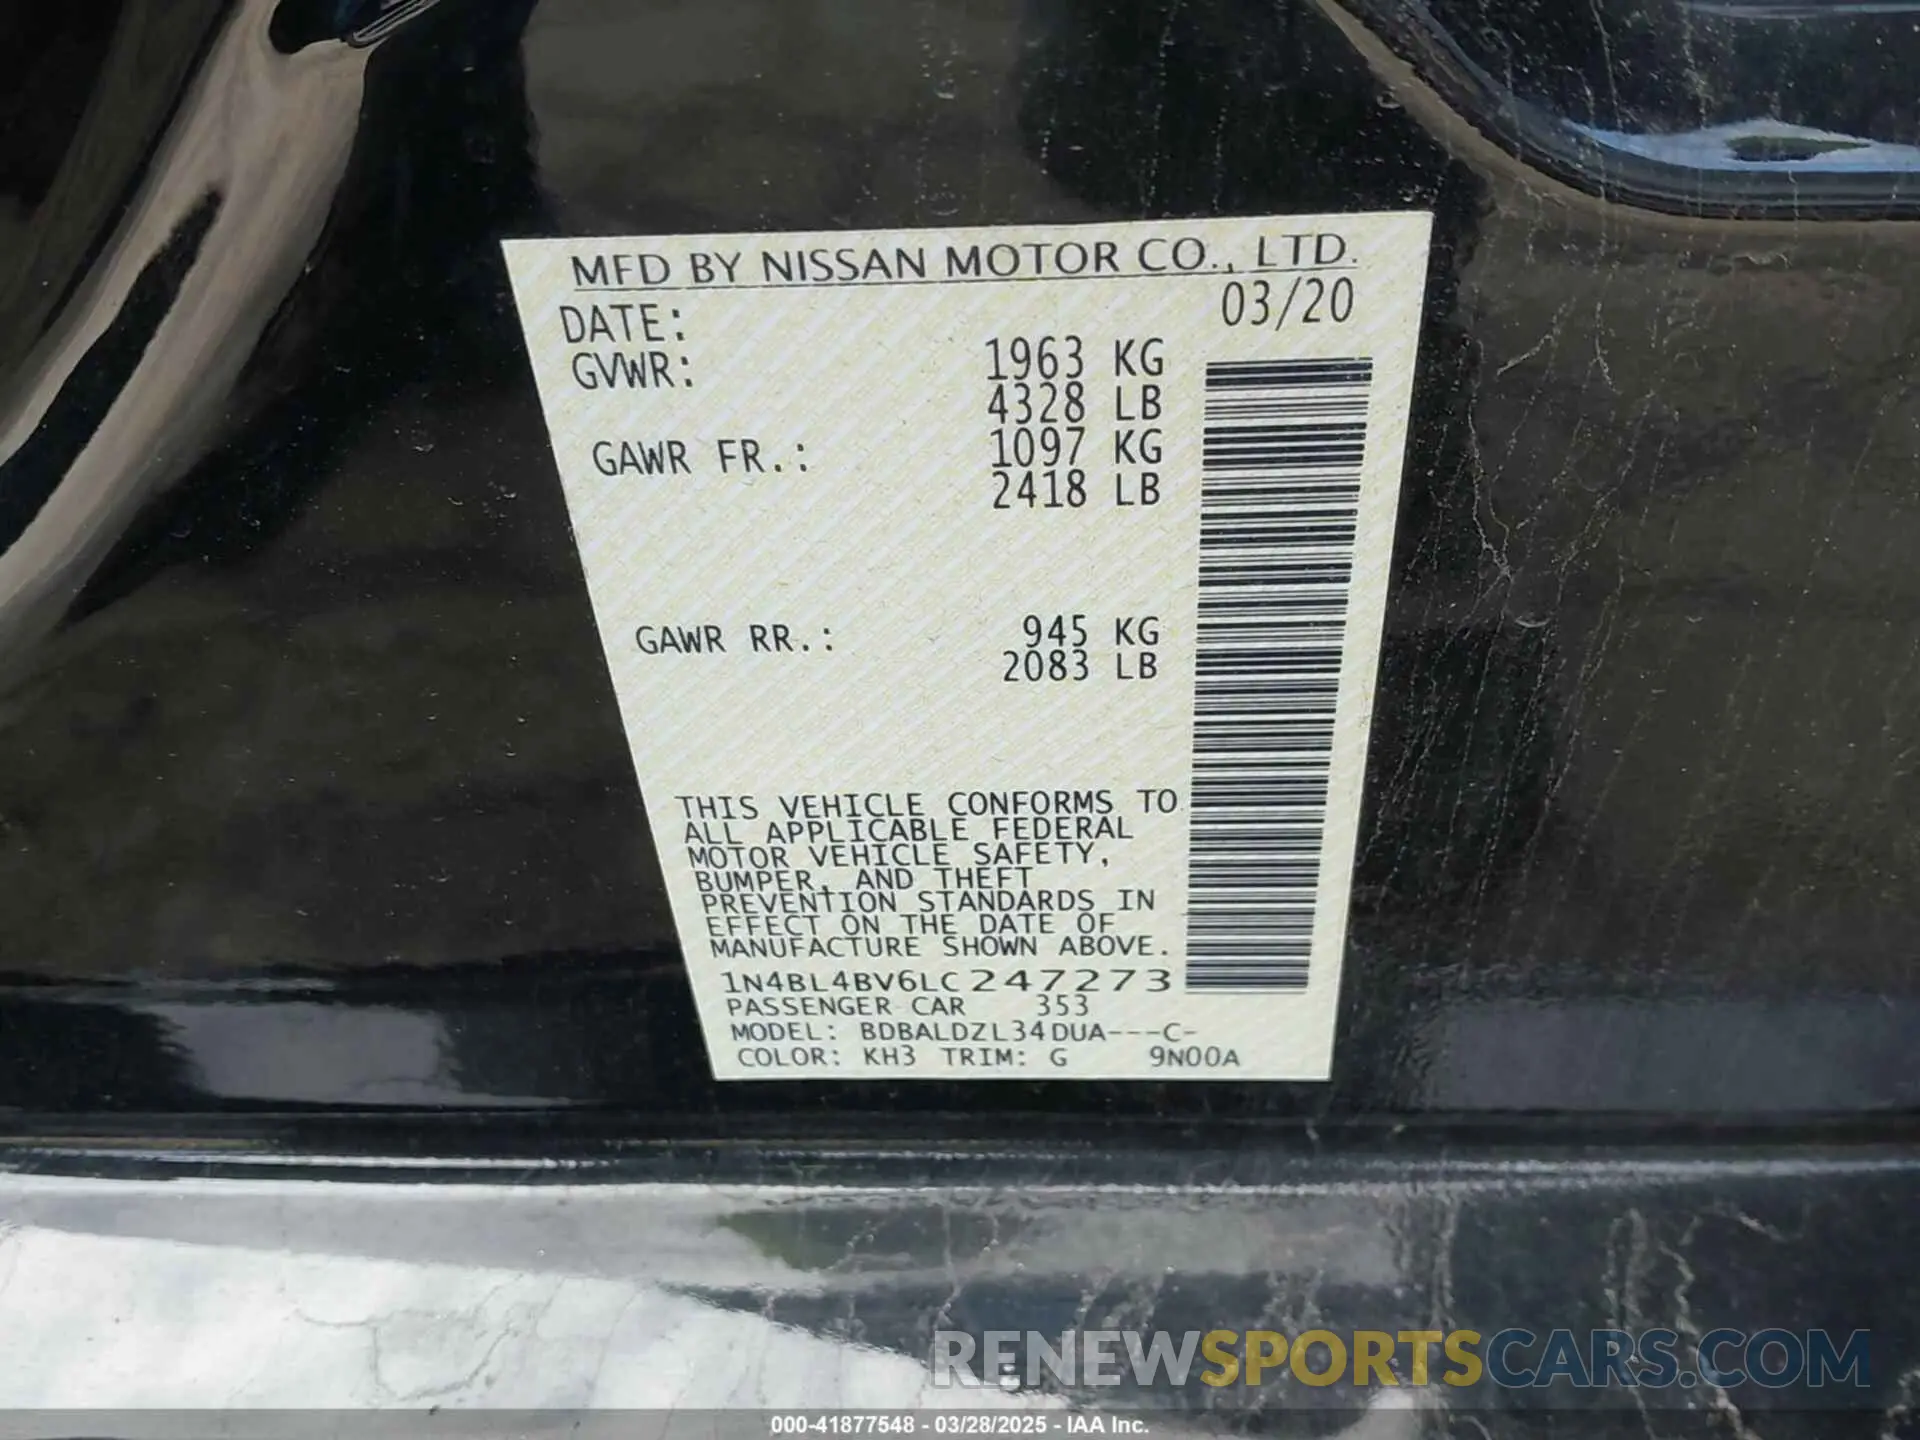 MFD BY NISSAN MOTOR CO., LTD.
DATE: 03/20
GVWR: 1963 KG
4328 LB
GAWR FR.: 1097 KG
2418 LB
GAWR RR.: 945 KG
2083 LB
THIS VEHICLE CONFORMS TO
ALL APPLICABLE FEDERAL
MOTOR VEHICLE SAFETY,
BUMPER, AND THEFT
PREVENTION STANDARDS IN
EFFECT ON THE DATE OF
MANUFACTURE SHOWN ABOVE.
1N4BL4BV6LC247273
PASSENGER CAR 353
MODEL: BDBALDZL34DUA---C-
COLOR: KH3 TRIM: G 9N00A
RENEWSPORTSCARS.COM
000-41877548 - 03/28/2025 - IAA Inc.